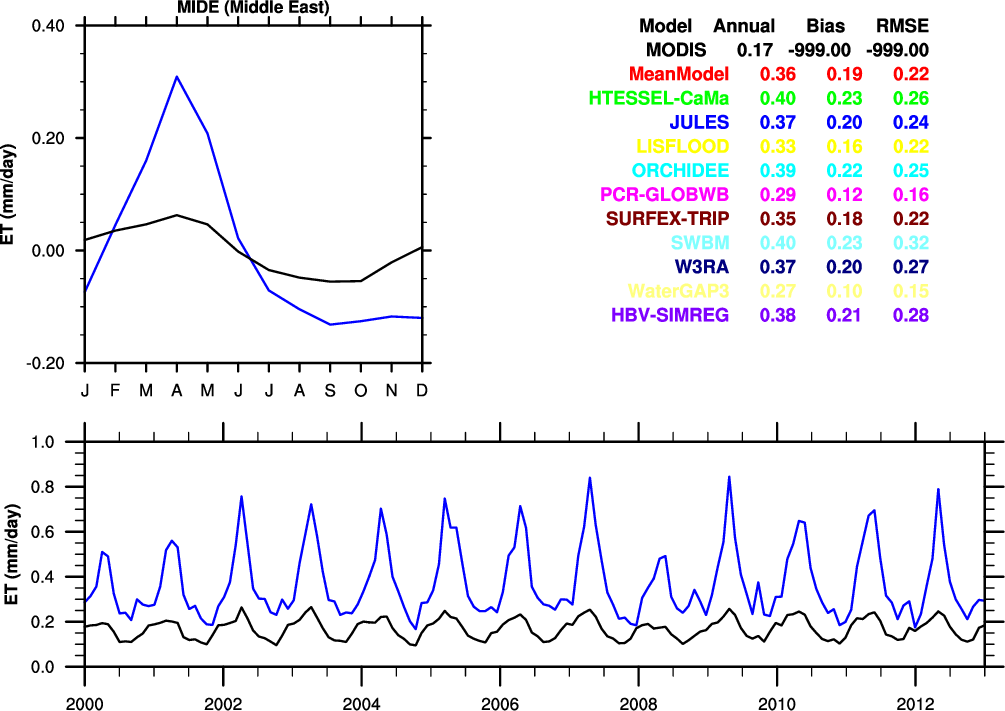 MIDE (Middle East)
0.40
0.20
0.00
-0.20
ET (mm/day)
J F M A M J J A S O N D
Model Annual Bias RMSE
MODIS 0.17 -999.00 -999.00
MeanModel 0.36 0.19 0.22
HTESSEL-CaMa 0.40 0.23 0.26
JULES 0.37 0.20 0.24
LISFLOOD 0.33 0.16 0.22
ORCHIDEE 0.39 0.22 0.25
PCR-GLOBWB 0.29 0.12 0.16
SURFEX-TRIP 0.35 0.18 0.22
SWBM 0.40 0.23 0.32
W3RA 0.37 0.20 0.27
WaterGAP3 0.27 0.10 0.15
HBV-SIMREG 0.38 0.21 0.28
1.0
0.8
0.6
0.4
0.2
0.0
ET (mm/day)
2000 2002 2004 2006 2008 2010 2012